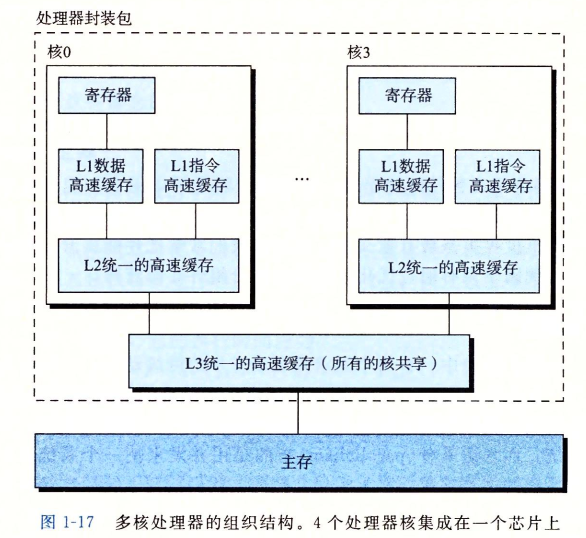 处理器封装包
核0
核3
寄存器
寄存器
L1数据
高速缓存
L1指令
高速缓存
…
L1数据
高速缓存
L1指令
高速缓存
L2统一的高速缓存
L2统一的高速缓存
L3统一的高速缓存（所有的核共享）
主存
图 1-17 多核处理器的组织结构。4 个处理器核集成在一个芯片上